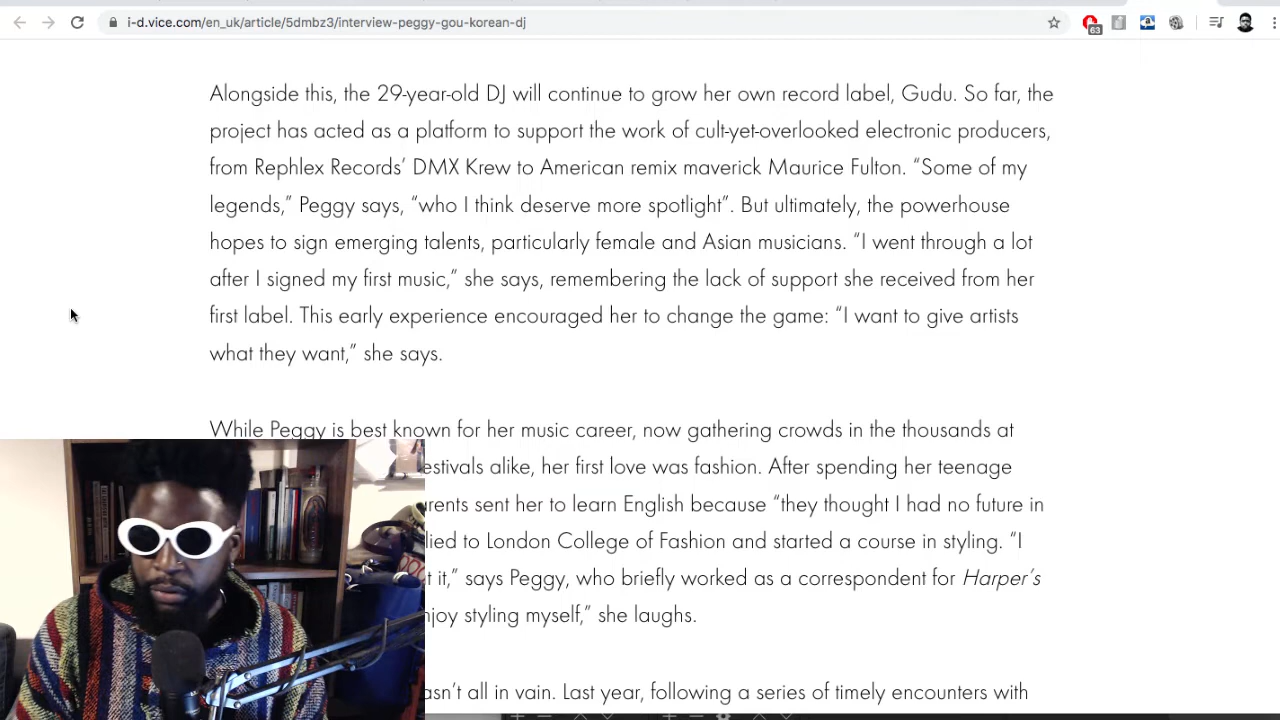 i-d.vice.com/en_uk/article/5dmbz3/interview-peggy-gou-korean-dj
63
Alongside this, the 29-year-old DJ will continue to grow her own record label, Gudu. So far, the
project has acted as a platform to support the work of cult-yet-overlooked electronic producers,
from Rephlex Records’ DMX Krew to American remix maverick Maurice Fulton. “Some of my
legends,” Peggy says, “who I think deserve more spotlight”. But ultimately, the powerhouse
hopes to sign emerging talents, particularly female and Asian musicians. “I went through a lot
after I signed my first music,” she says, remembering the lack of support she received from her
first label. This early experience encouraged her to change the game: “I want to give artists
what they want,” she says.
While Peggy is best known for her music career, now gathering crowds in the thousands at
estivals alike, her first love was fashion. After spending her teenage
rents sent her to learn English because “they thought I had no future in
lied to London College of Fashion and started a course in styling. “I
t it,” says Peggy, who briefly worked as a correspondent for Harper’s
njoy styling myself,” she laughs.
asn’t all in vain. Last year, following a series of timely encounters with